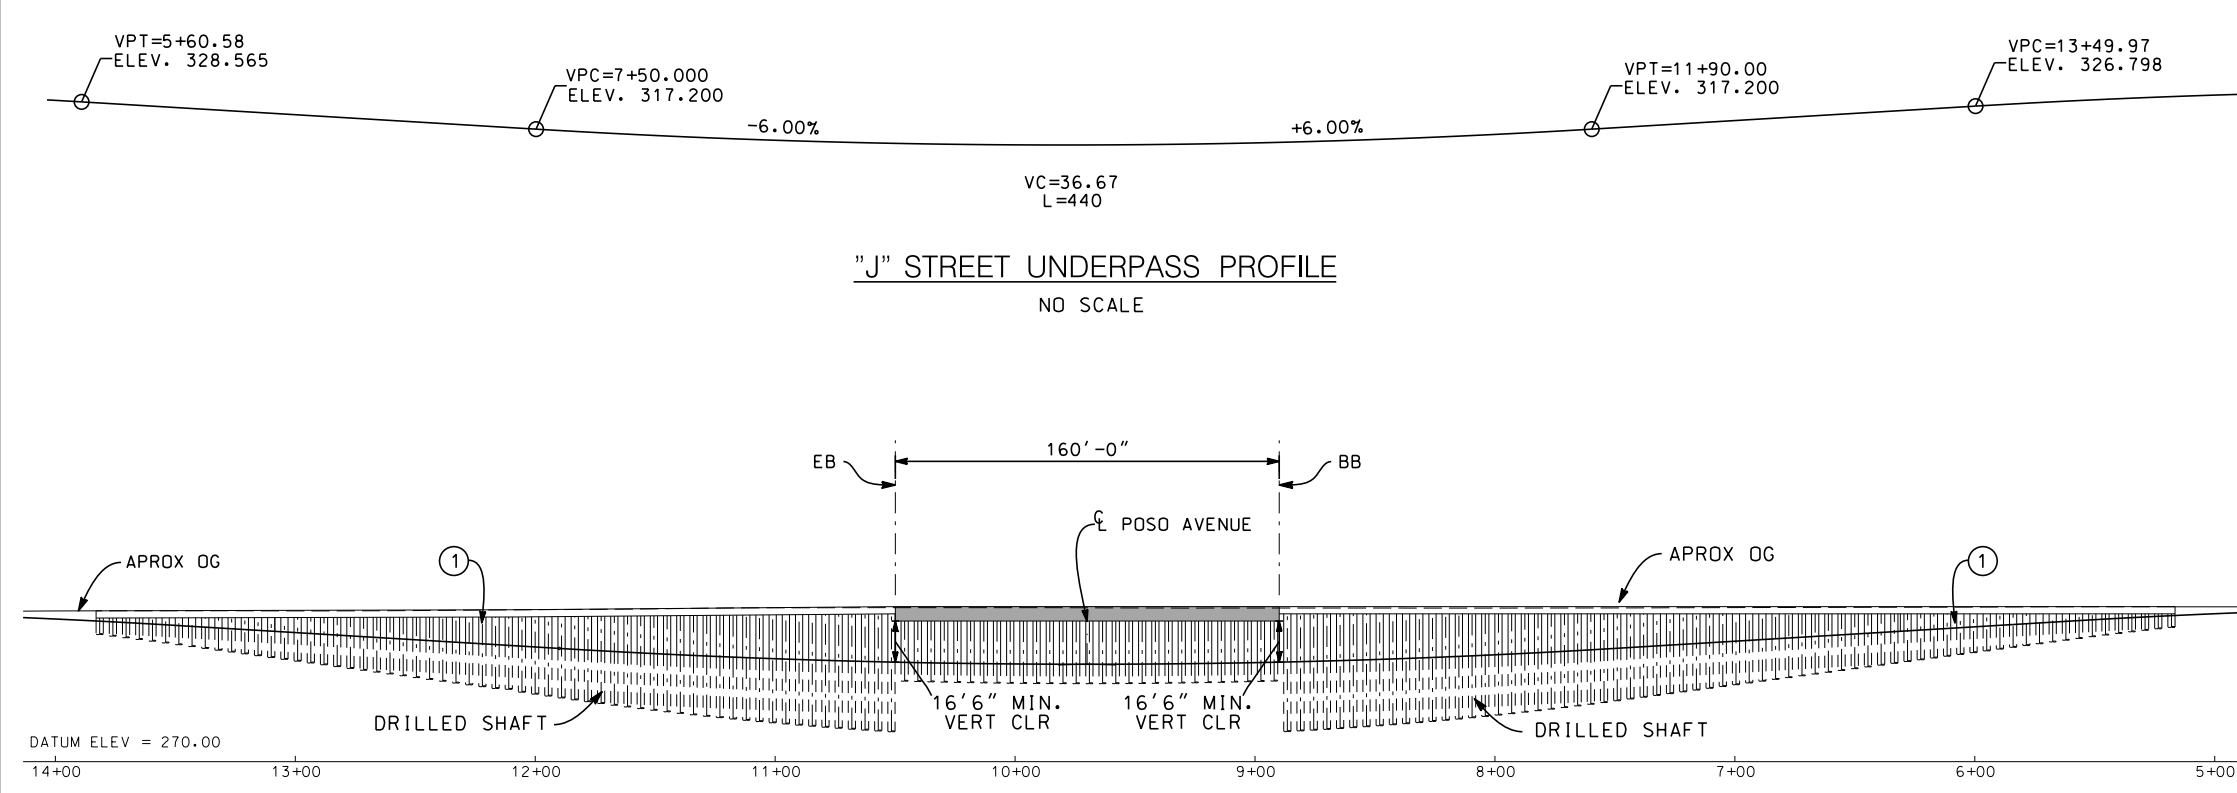 VPT=5+60.58
ELEV. 328.565
VPC=7+50.000
ELEV. 317.200
VPT=11+90.00
ELEV. 317.200
VPC=13+49.97
ELEV. 326.798
-6.00%
+6.00%
VC=36.67
L=440
"J" STREET UNDERPASS PROFILE
NO SCALE
160'-0"
EB
BB
℄ POSO AVENUE
APROX OG
1
APROX OG
1
16'6" MIN.
VERT CLR
16'6" MIN.
VERT CLR
DRILLED SHAFT
DRILLED SHAFT
DATUM ELEV = 270.00
14+00 13+00 12+00 11+00 10+00 9+00 8+00 7+00 6+00 5+00